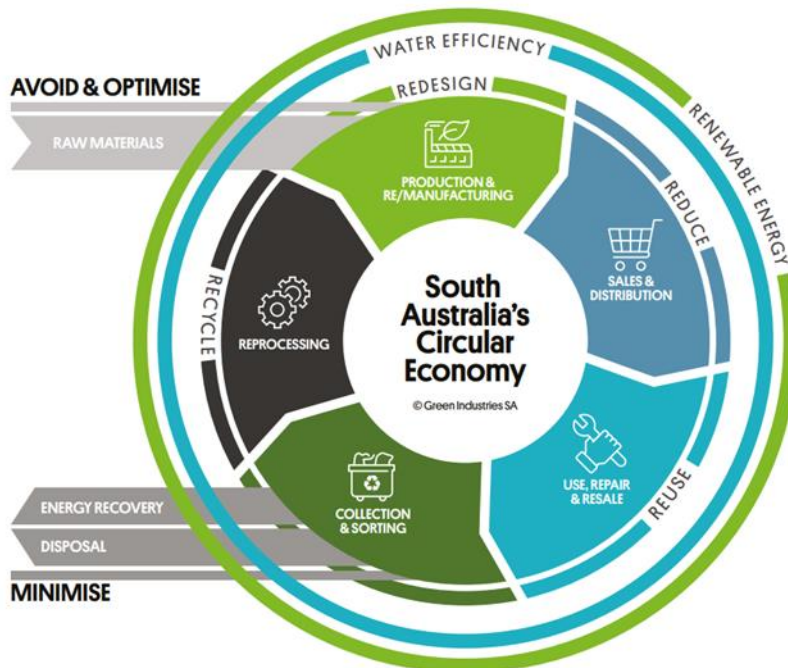 WATER EFFICIENCY
AVOID & OPTIMISE
REDESIGN
RENEWABLE ENERGY
RAW MATERIALS
PRODUCTION &
RE/MANUFACTURING
REDUCE
SALES &
DISTRIBUTION
RECYCLE
REPROCESSING
South
Australia's
Circular
Economy
© Green Industries SA
USE, REPAIR
& RESALE
REUSE
COLLECTION
& SORTING
ENERGY RECOVERY
DISPOSAL
MINIMISE